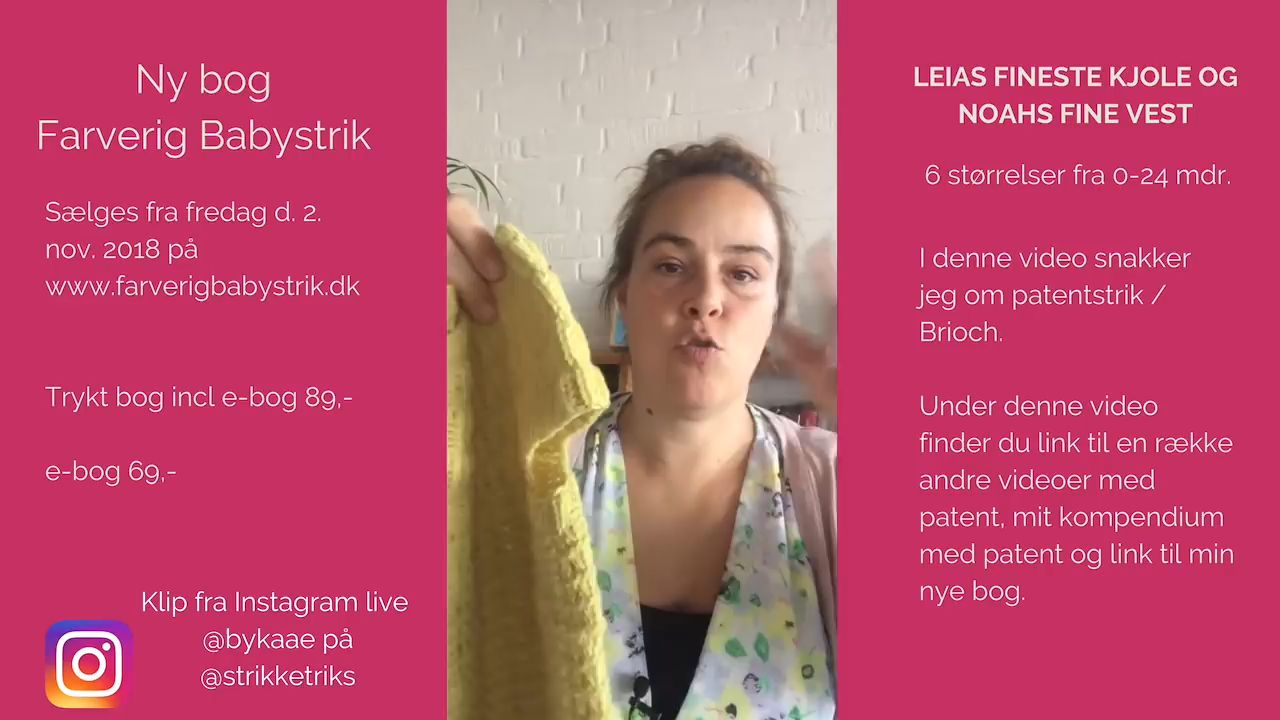 Ny bog
Farverig Babystrik
Sælges fra fredag d. 2.
nov. 2018 på
www.farverigbabystrik.dk
Trykt bog incl e-bog 89,-
e-bog 69,-
Klip fra Instagram live
@bykaae på
@strikketriks
LEIAS FINESTE KJOLE OG
NOAHS FINE VEST
6 størrelser fra 0-24 mdr.
I denne video snakker
jeg om patentstrik /
Brioch.
Under denne video
finder du link til en række
andre videoer med
patent, mit kompendium
med patent og link til min
nye bog.